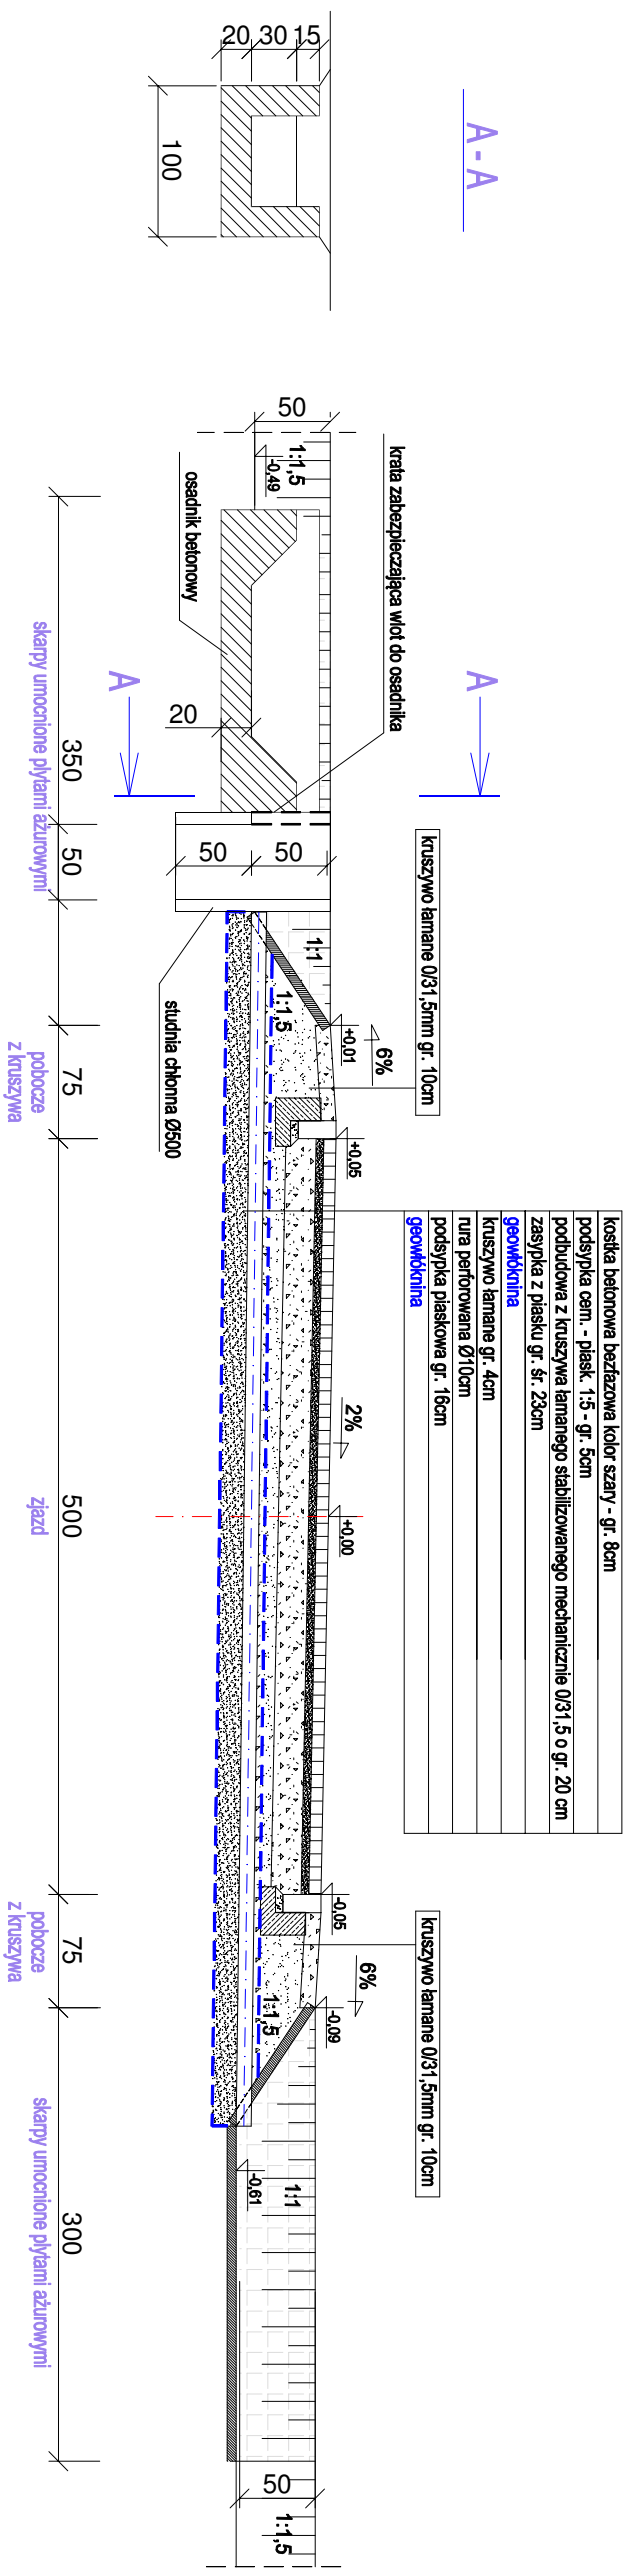 A - A
20
30
15
100
krata zabezpieczająca wlot do osadnika
50
1:1,5
-0,49
osadnik betonowy
20
A
A
50
50
studnia chłonna Ø500
kruszywo łamane 0/31,5mm gr. 10cm
1:1
1:1,5
+0,01
6%
+0,05
kostka betonowa bezfazowa kolor szary - gr. 8cm
podsypka cem. - piask. 1:5 - gr. 5cm
podbudowa z kruszywa łamanego stabilizowanego mechanicznie 0/31,5 o gr. 20 cm
zasypka z piasku gr. śr. 23cm
geowłóknina
kruszywo łamane gr. 4cm
rura perforowana Ø10cm
podsypka piaskowa gr. 16cm
geowłóknina
2%
+0,00
-0,05
kruszywo łamane 0/31,5mm gr. 10cm
6%
-0,09
1:1,5
1:1
-0,61
50
1:1,5
350
50
75
500
75
300
skarpy umocnione płytami ażurowymi
pobocze
z kruszywa
zjazd
pobocze
z kruszywa
skarpy umocnione płytami ażurowymi